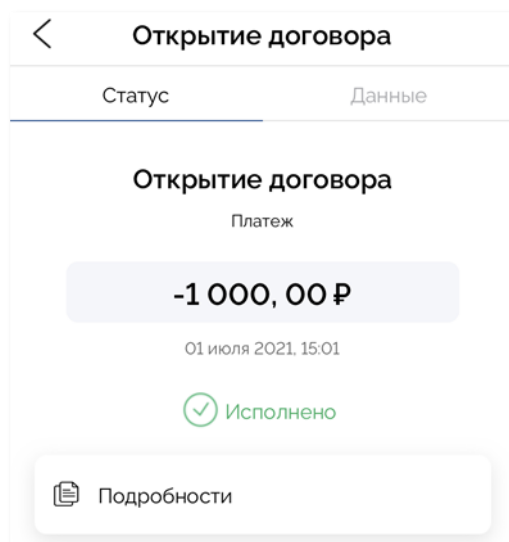 Открытие договора
Статус Данные
Открытие договора
Платеж
-1 000, 00 ₽
01 июля 2021, 15:01
Исполнено
Подробности